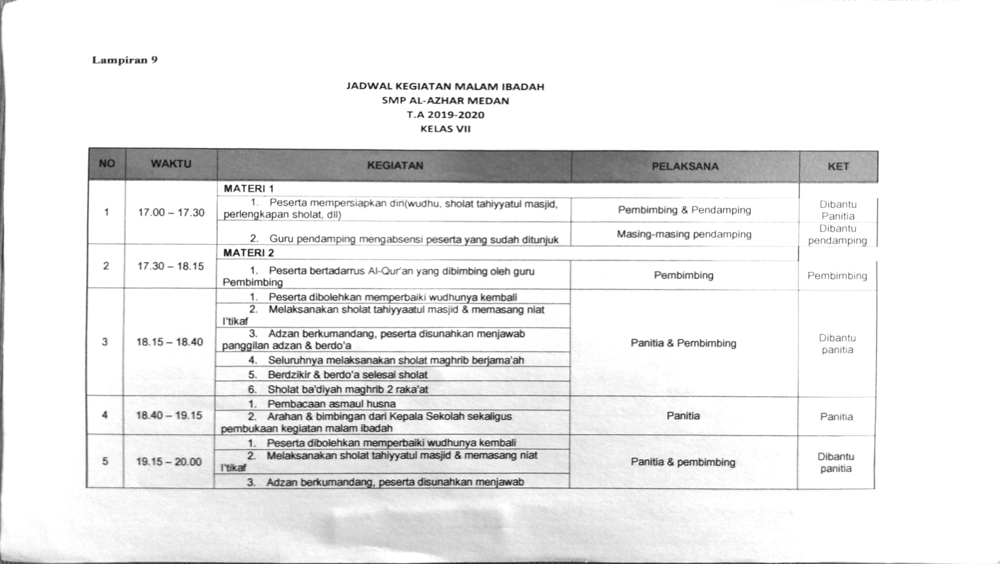 Lampiran 9
JADWAL KEGIATAN MALAM IBADAH
SMP AL-AZHAR MEDAN
T.A 2019-2020
KELAS VII
NO WAKTU KEGIATAN PELAKSANA KET
MATERI 1
1 17.00 – 17.30
1. Peserta mempersiapkan diri(wudhu, sholat tahiyyatul masjid,
perlengkapan sholat, dll)
Pembimbing & Pendamping
Dibantu
Panitia
2. Guru pendamping mengabsensi peserta yang sudah ditunjuk
Masing-masing pendamping
Dibantu
pendamping
MATERI 2
2 17.30 – 18.15
1. Peserta bertadarrus Al-Qur'an yang dibimbing oleh guru
Pembimbing
Pembimbing
Pembimbing
3 18.15 – 18.40
1. Peserta dibolehkan memperbaiki wudhunya kembali
2. Melaksanakan sholat tahiyyaatul masjid & memasang niat
I'tikaf
3. Adzan berkumandang, peserta disunahkan menjawab
panggilan adzan & berdo'a
4. Seluruhnya melaksanakan sholat maghrib berjama'ah
5. Berdzikir & berdo'a selesai sholat
6. Sholat ba'diyah maghrib 2 raka'at
Panitia & Pembimbing
Dibantu
panitia
4 18.40 – 19.15
1. Pembacaan asmaul husna
2. Arahan & bimbingan dari Kepala Sekolah sekaligus
pembukaan kegiatan malam ibadah
Panitia
Panitia
5 19.15 – 20.00
1. Peserta dibolehkan memperbaiki wudhunya kembali
2. Melaksanakan sholat tahiyyatul masjid & memasang niat
I'tikaf
3. Adzan berkumandang, peserta disunahkan menjawab
Panitia & pembimbing
Dibantu
panitia